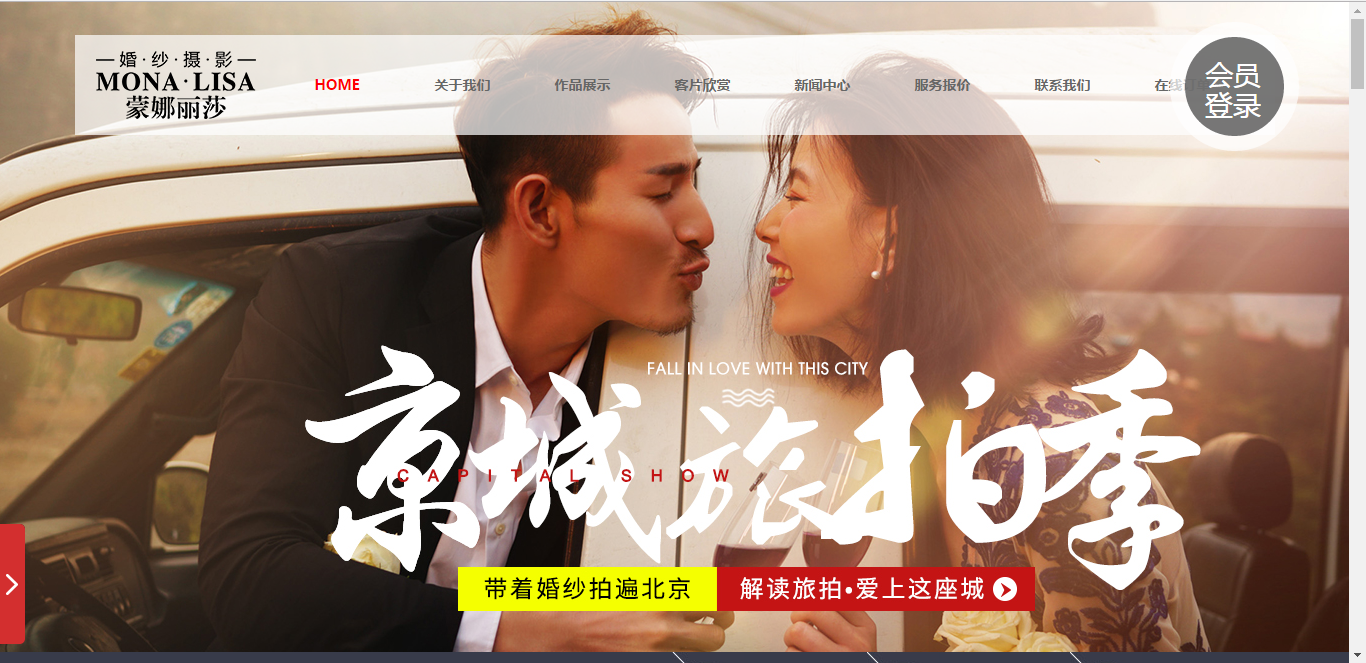 婚·纱·摄·影
MONA·LISA
蒙娜丽莎
HOME
关于我们
作品展示
客片欣赏
新闻中心
服务报价
联系我们
在线订单
会员
登录
FALL IN LOVE WITH THIS CITY
京城旅拍季
CAPITAL SHOW
带着婚纱拍遍北京
解读旅拍•爱上这座城